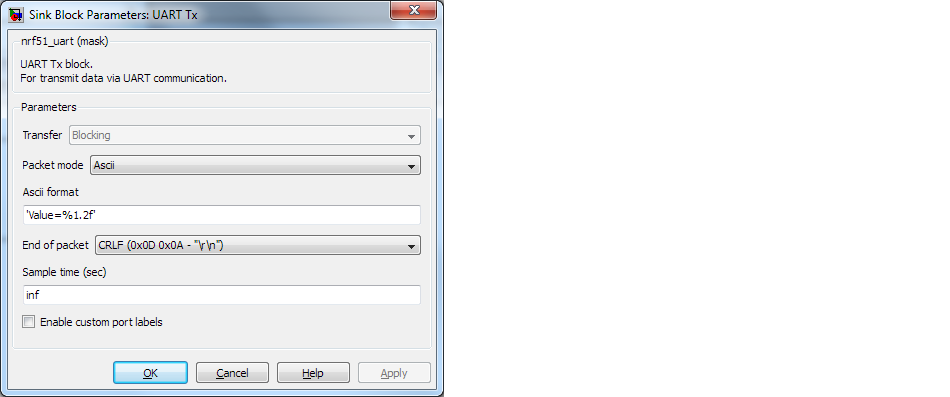 Sink Block Parameters: UART Tx
nrf51_uart (mask)
UART Tx block.
For transmit data via UART communication.
Parameters
Transfer Blocking
Packet mode Ascii
Ascii format
'Value=%1.2f'
End of packet CRLF (0x0D 0x0A - "\r\n")
Sample time (sec)
inf
Enable custom port labels
OK Cancel Help Apply